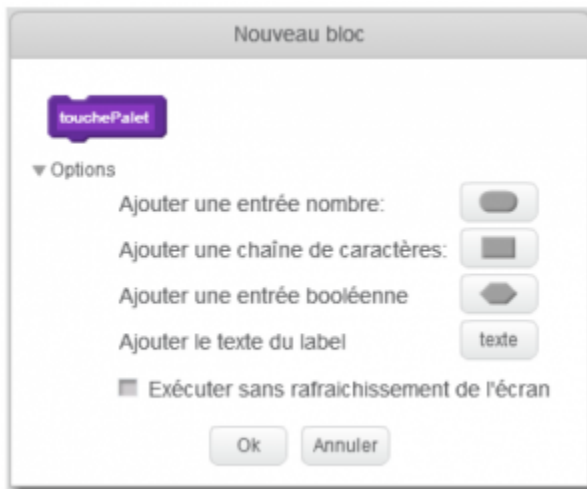 Nouveau bloc
touchePalet
Options
Ajouter une entrée nombre:
Ajouter une chaîne de caractères:
Ajouter une entrée booléenne
Ajouter le texte du label texte
Exécuter sans rafraichissement de l'écran
Ok Annuler